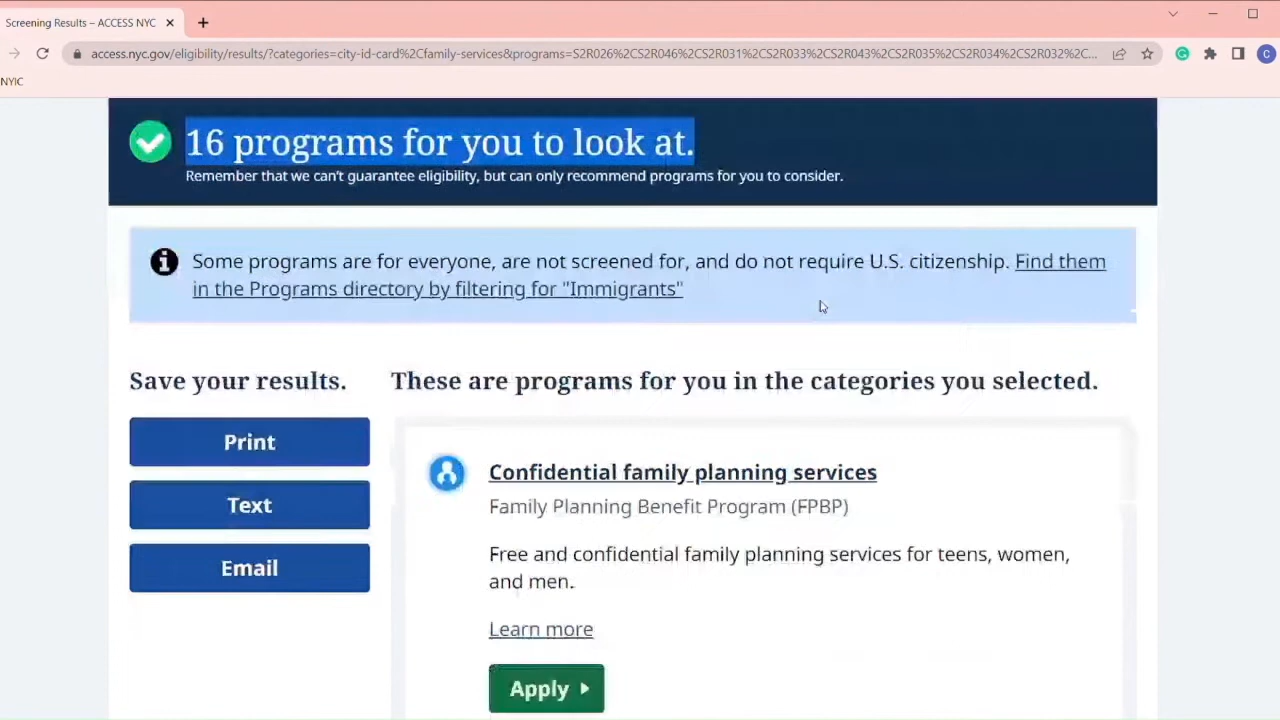 Screening Results – ACCESS NYC
access.nyc.gov/eligibility/results/?categories=city-id-card%2Cfamily-services&programs=S2R026%2CS2R046%2CS2R031%2CS2R033%2CS2R043%2CS2R035%2CS2R034%2CS2R032%2C...
C
NYIC
16 programs for you to look at.
Remember that we can't guarantee eligibility, but can only recommend programs for you to consider.
Some programs are for everyone, are not screened for, and do not require U.S. citizenship. Find them
in the Programs directory by filtering for "Immigrants"
Save your results.
These are programs for you in the categories you selected.
Print
Text
Email
Confidential family planning services
Family Planning Benefit Program (FPBP)
Free and confidential family planning services for teens, women,
and men.
Learn more
Apply